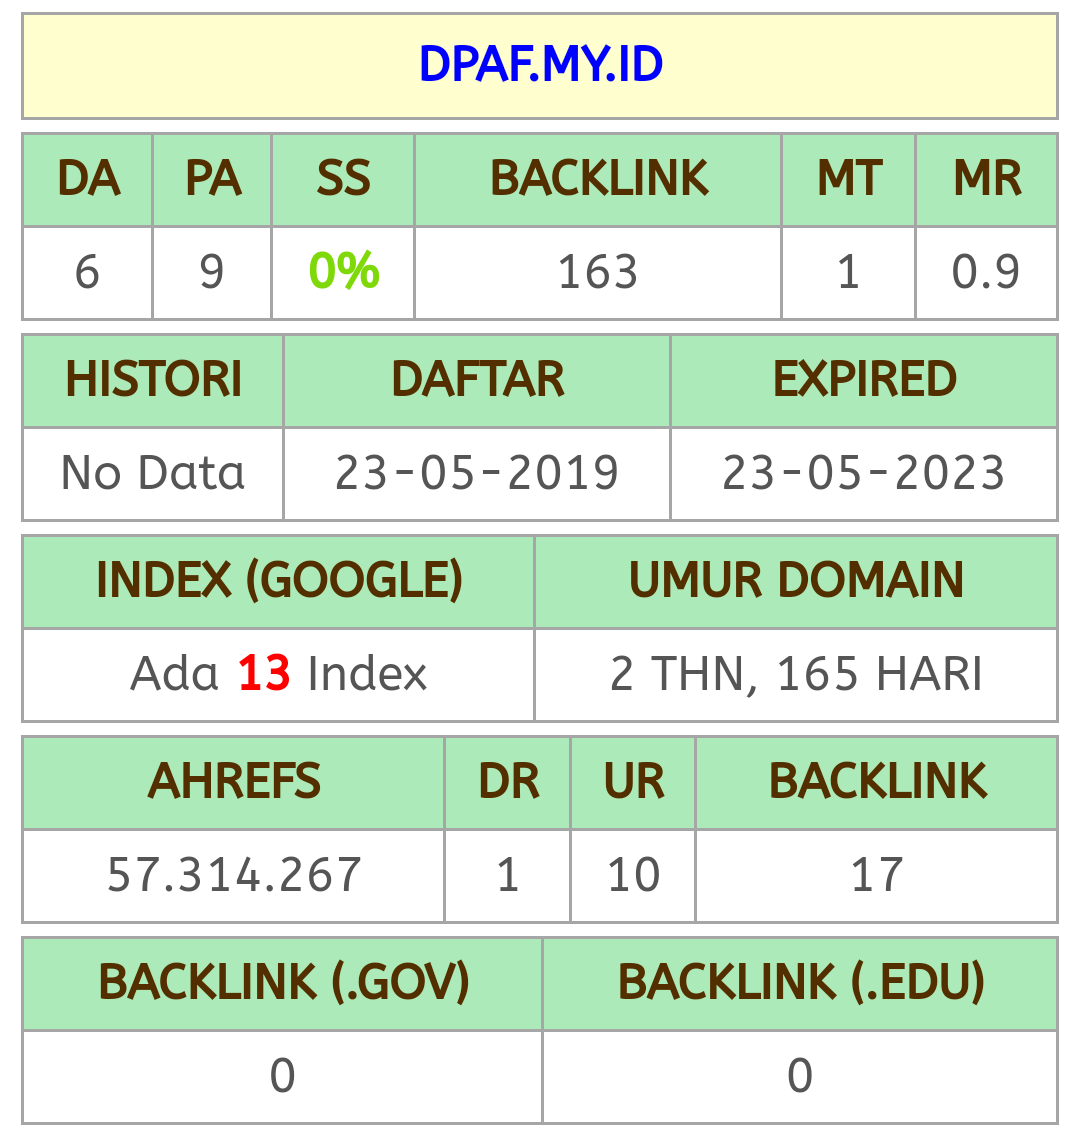 DPAF.MY.ID
DA PA SS BACKLINK MT MR
6 9 0% 163 1 0.9
HISTORI DAFTAR EXPIRED
No Data 23-05-2019 23-05-2023
INDEX (GOOGLE) UMUR DOMAIN
Ada 13 Index 2 THN, 165 HARI
AHREFS DR UR BACKLINK
57.314.267 1 10 17
BACKLINK (.GOV) BACKLINK (.EDU)
0 0